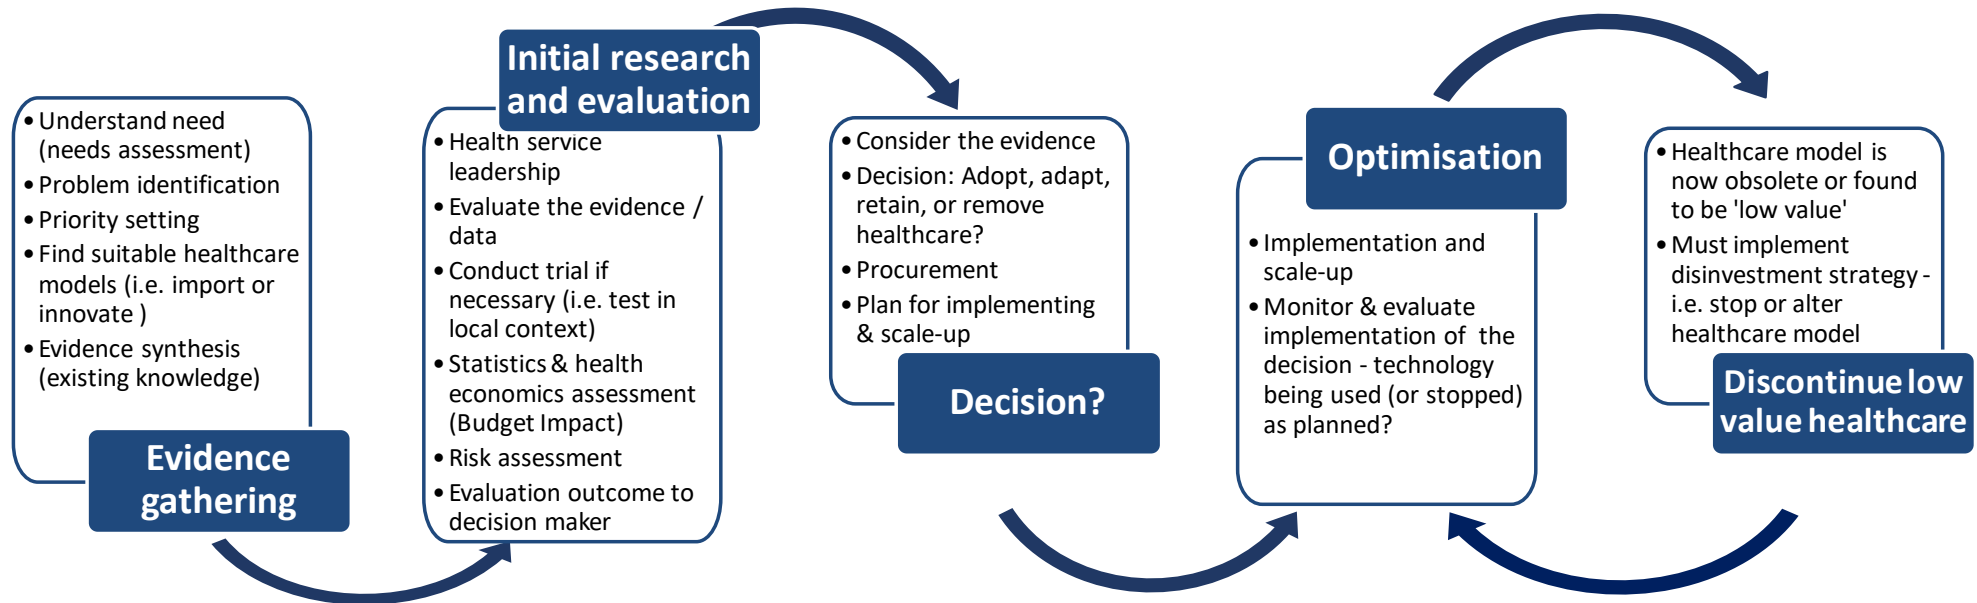 • Understand need
(needs assessment)
• Problem identification
• Priority setting
• Find suitable healthcare
models (i.e. import or
innovate )
• Evidence synthesis
(existing knowledge)
Evidence
gathering
Initial research
and evaluation
• Health service
leadership
• Evaluate the evidence /
data
• Conduct trial if
necessary (i.e. test in
local context)
• Statistics & health
economics assessment
(Budget Impact)
• Risk assessment
• Evaluation outcome to
decision maker
• Consider the evidence
• Decision: Adopt, adapt,
retain, or remove
healthcare?
• Procurement
• Plan for implementing
& scale-up
Decision?
Optimisation
• Implementation and
scale-up
• Monitor & evaluate
implementation of the
decision - technology
being used (or stopped)
as planned?
• Healthcare model is
now obsolete or found
to be 'low value'
• Must implement
disinvestment strategy -
i.e. stop or alter
healthcare model
Discontinue low
value healthcare